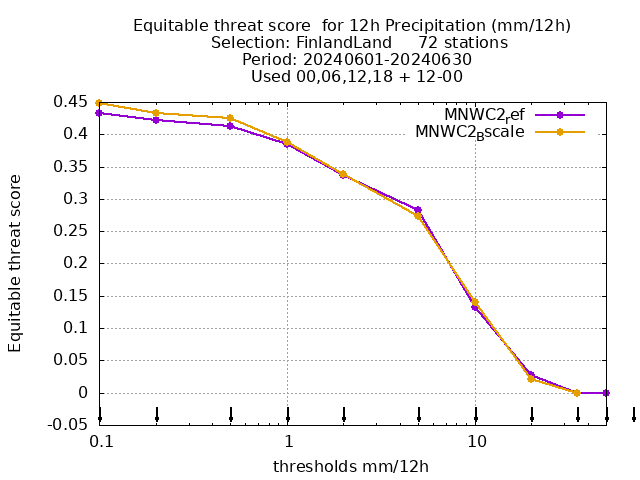 Equitable threat score  for 12h Precipitation (mm/12h)
Selection: FinlandLand     72 stations
Period: 20240601-20240630
Used 00,06,12,18 + 12-00
MNWC2ref
MNWC2Bscale
0.45
0.4
0.35
0.3
0.25
0.2
0.15
0.1
0.05
0
-0.05
Equitable threat score
0.1 1 10
thresholds mm/12h